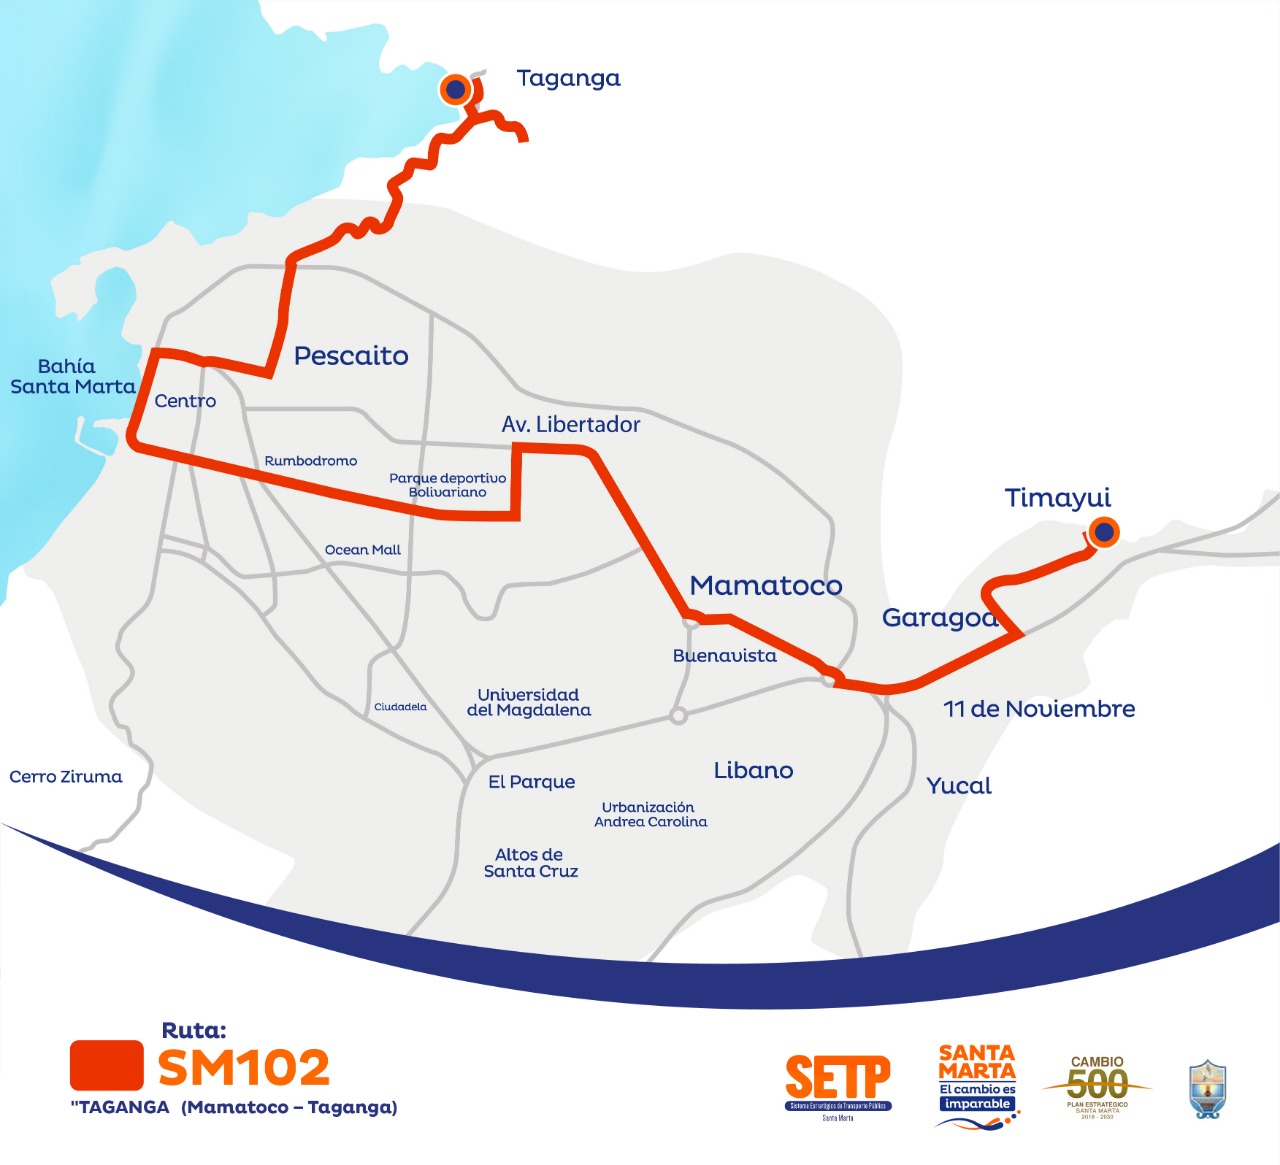 Taganga
Pescaito
Bahía
Santa Marta
Centro
Av. Libertador
Rumbodromo
Parque deportivo
Bolivariano
Timayui
Ocean Mall
Mamatoco
Garagoa
Buenavista
Universidad
del Magdalena
Ciudadela
11 de Noviembre
Cerro Ziruma
El Parque
Libano
Yucal
Urbanización
Andrea Carolina
Altos de
Santa Cruz
Ruta:
SM102
"TAGANGA (Mamatoco – Taganga)
SETP
Sistema Estratégico de Transporte Público
Santa Marta
SANTA
MARTA
El cambio es
imparable
CAMBIO
500
PLAN ESTRATÉGICO
SANTA MARTA
2018 - 2030